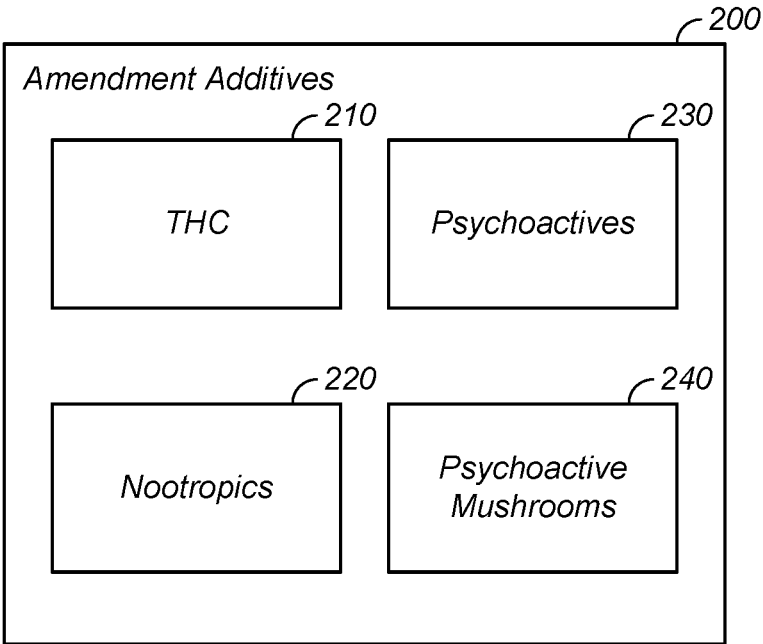 200
Amendment Additives
210
230
THC
Psychoactives
220
240
Nootropics
Psychoactive
Mushrooms